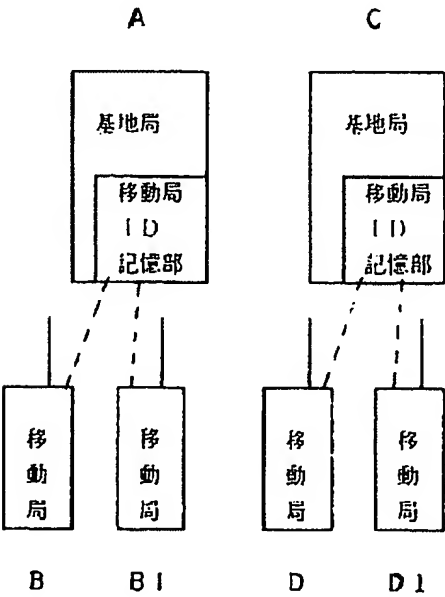 A C
基地局 基地局
移動局 移動局
ID ID
記憶部 記憶部
移動局 移動局 移動局 移動局
B B1 D D1